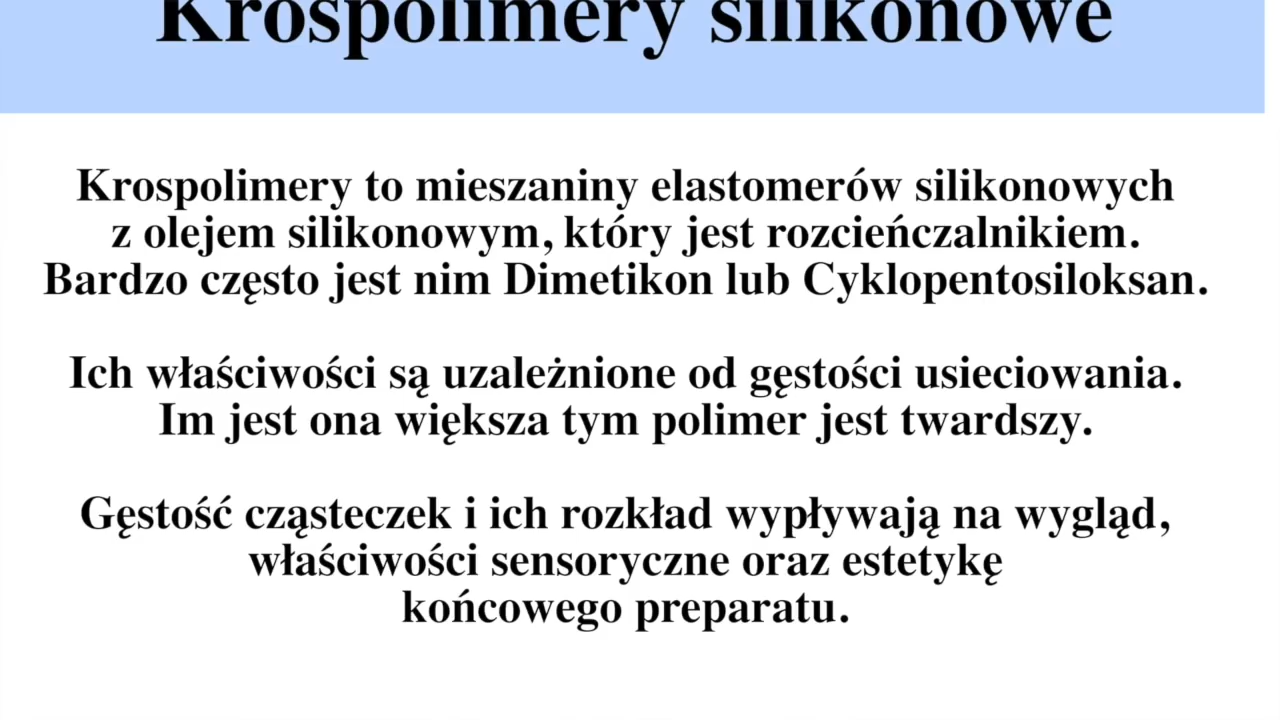 Krospolimery silikonowe
Krospolimery to mieszaniny elastomerów silikonowych
z olejem silikonowym, który jest rozcieńczalnikiem.
Bardzo często jest nim Dimetikon lub Cyklopentosiloksan.
Ich właściwości są uzależnione od gęstości usieciowania.
Im jest ona większa tym polimer jest twardszy.
Gęstość cząsteczek i ich rozkład wypływają na wygląd,
właściwości sensoryczne oraz estetykę
końcowego preparatu.